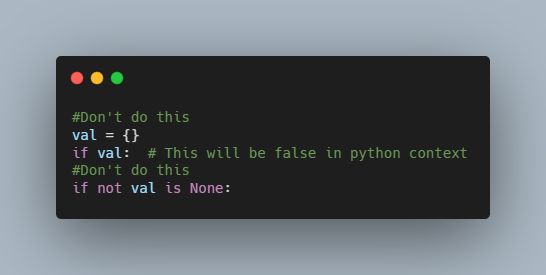 #Don't do this
val = {}
if val:  # This will be false in python context
#Don't do this
if not val is None: